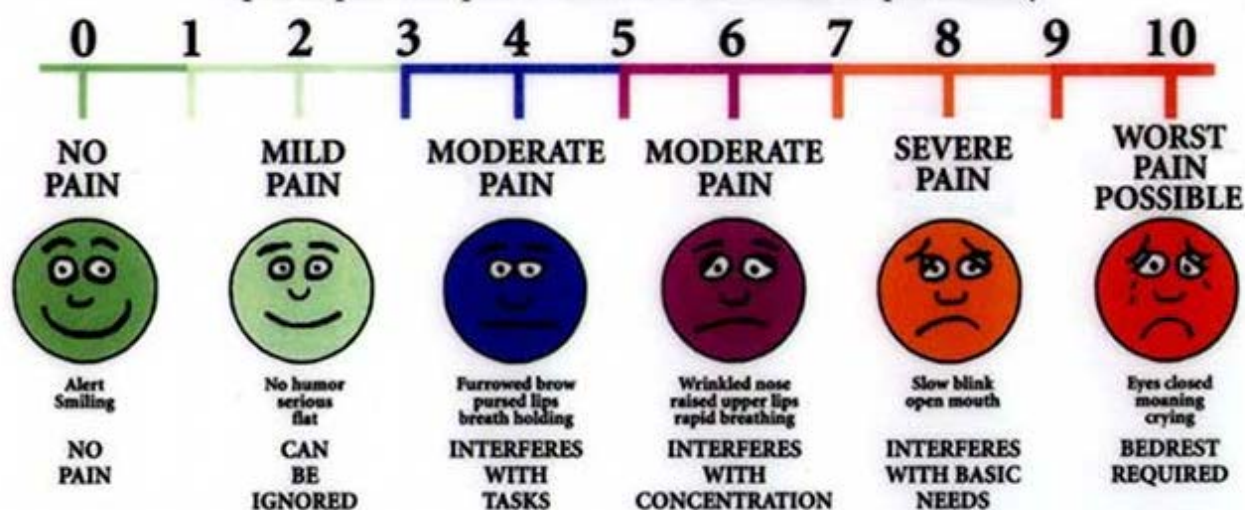 0 1 2 3 4 5 6 7 8 9 10
NO
PAIN
MILD
PAIN
MODERATE
PAIN
MODERATE
PAIN
SEVERE
PAIN
WORST
PAIN
POSSIBLE
Alert
Smiling
No humor
serious
flat
Furrowed brow
pursed lips
breath holding
Wrinkled nose
raised upper lips
rapid breathing
Slow blink
open mouth
Eyes closed
moaning
crying
NO
PAIN
CAN
BE
IGNORED
INTERFERES
WITH
TASKS
INTERFERES
WITH
CONCENTRATION
INTERFERES
WITH BASIC
NEEDS
BEDREST
REQUIRED